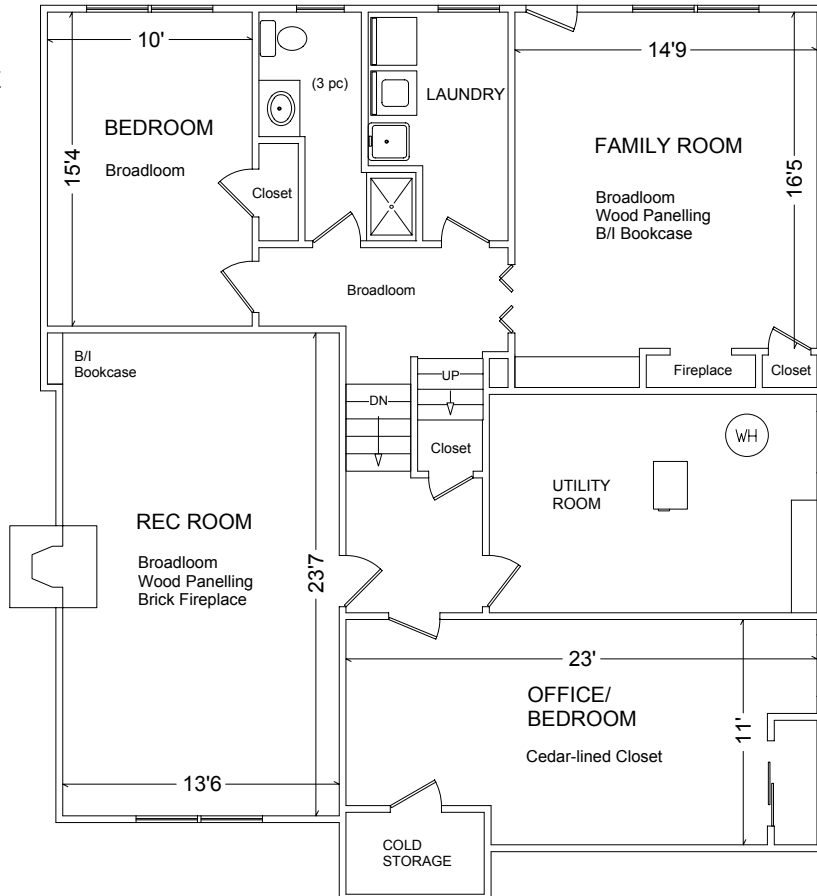 10'
15'4
BEDROOM
Broadloom
(3 pc)
Closet
LAUNDRY
14'9
FAMILY ROOM
Broadloom
Wood Panelling
B/I Bookcase
16'5
Broadloom
B/I
Bookcase
UP
DN
Closet
Fireplace
Closet
WH
UTILITY
ROOM
REC ROOM
Broadloom
Wood Panelling
Brick Fireplace
23'7
13'6
23'
OFFICE/
BEDROOM
Cedar-lined Closet
11'
COLD
STORAGE